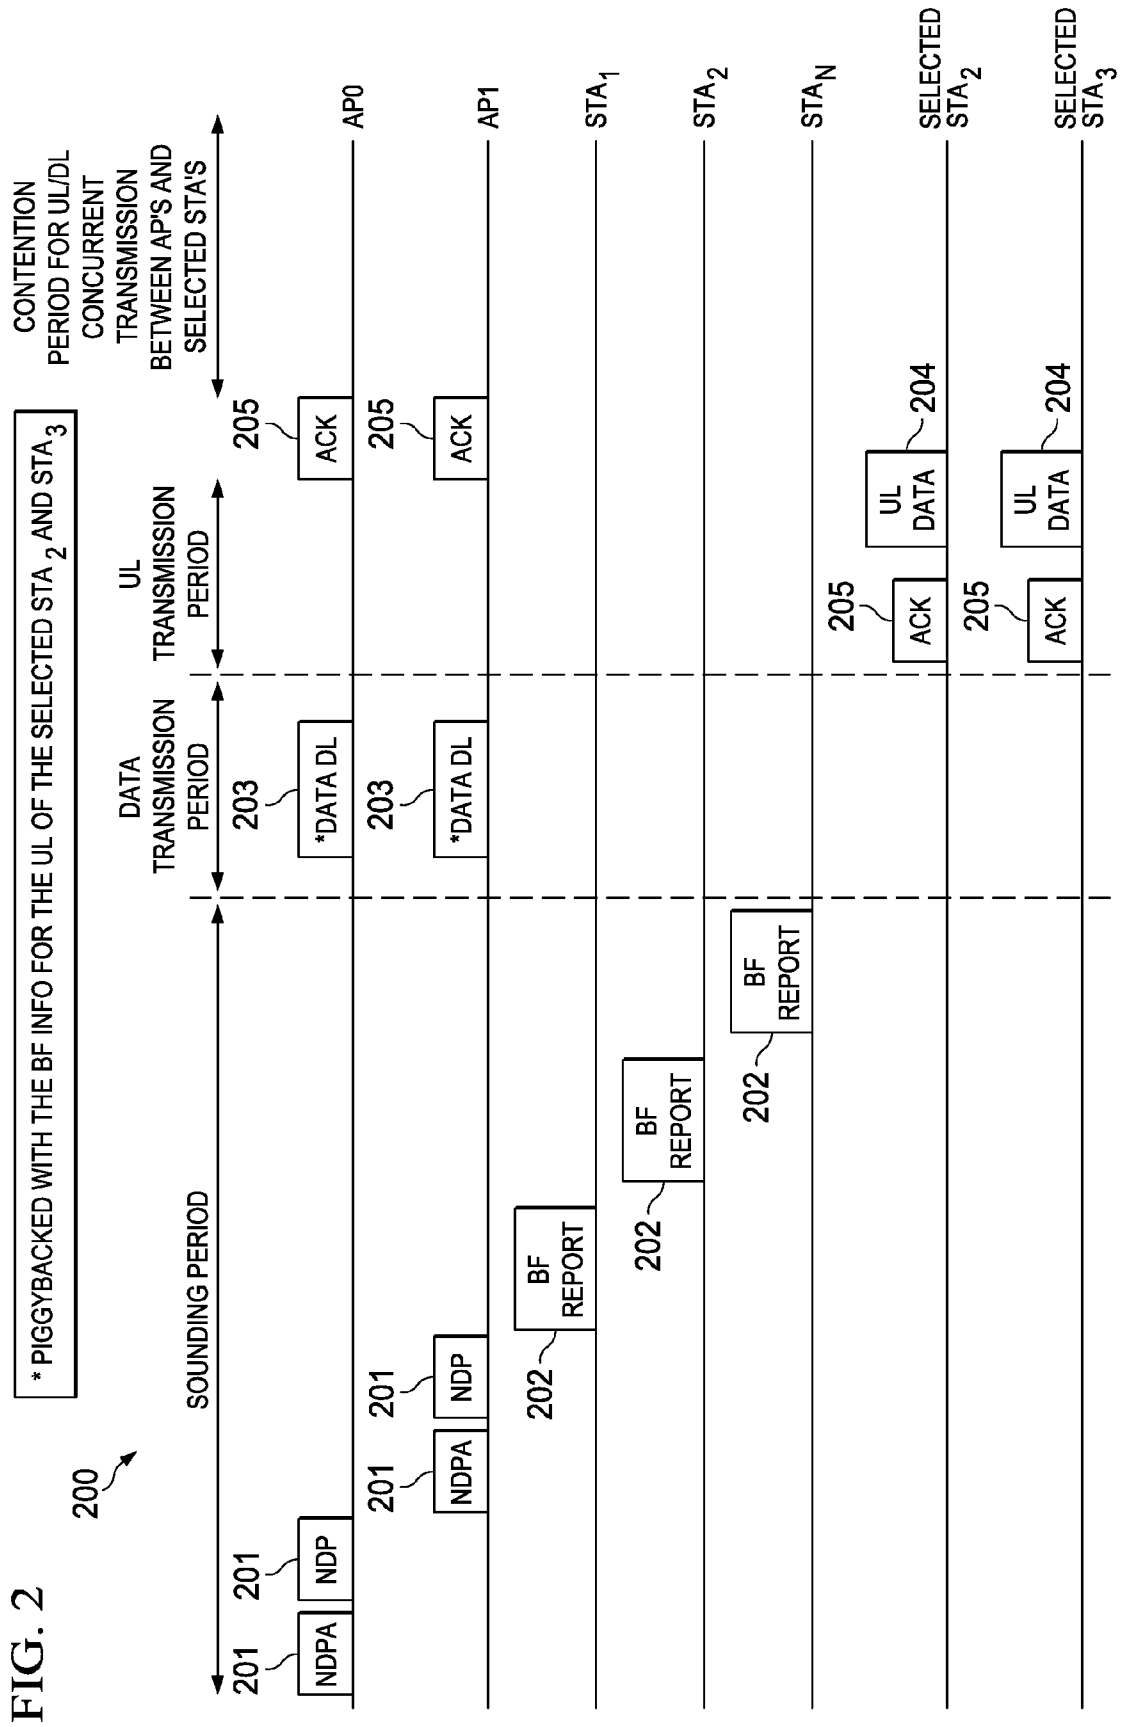 FIG. 2
200
* PIGGYBACKED WITH THE BF INFO FOR THE UL OF THE SELECTED STA2 AND STA3
SOUNDING PERIOD
DATA
TRANSMISSION
PERIOD
UL
TRANSMISSION
PERIOD
CONTENTION
PERIOD FOR UL/DL
CONCURRENT
TRANSMISSION
BETWEEN AP'S AND
SELECTED STA'S
201
201
203
205
NDPA
NDP
*DATA DL
ACK
AP0
201
201
203
205
NDPA
NDP
*DATA DL
ACK
AP1
BF
REPORT
202
STA1
BF
REPORT
202
STA2
BF
REPORT
202
STAN
205
ACK
UL
DATA
204
SELECTED
STA2
205
ACK
UL
DATA
204
SELECTED
STA3